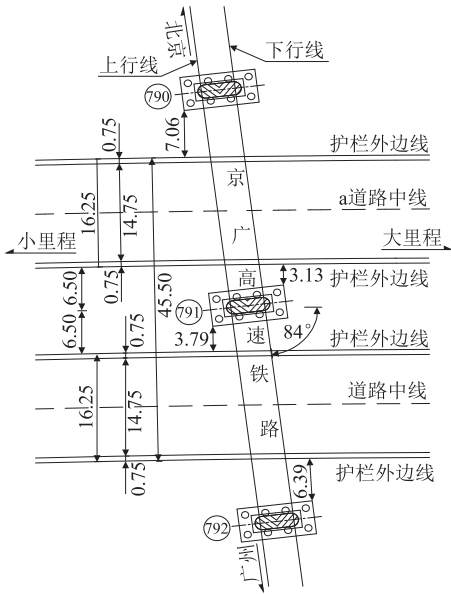 北京
上行线
下行线
790
7.06
0.75
护栏外边线
京
16.25
14.75
a道路中线
广
小里程
大里程
高
3.13
护栏外边线
6.50
0.75
45.50
791
6.50
0.75
3.79
速
84°
护栏外边线
铁
16.25
14.75
道路中线
路
0.75
6.39
护栏外边线
792
广州